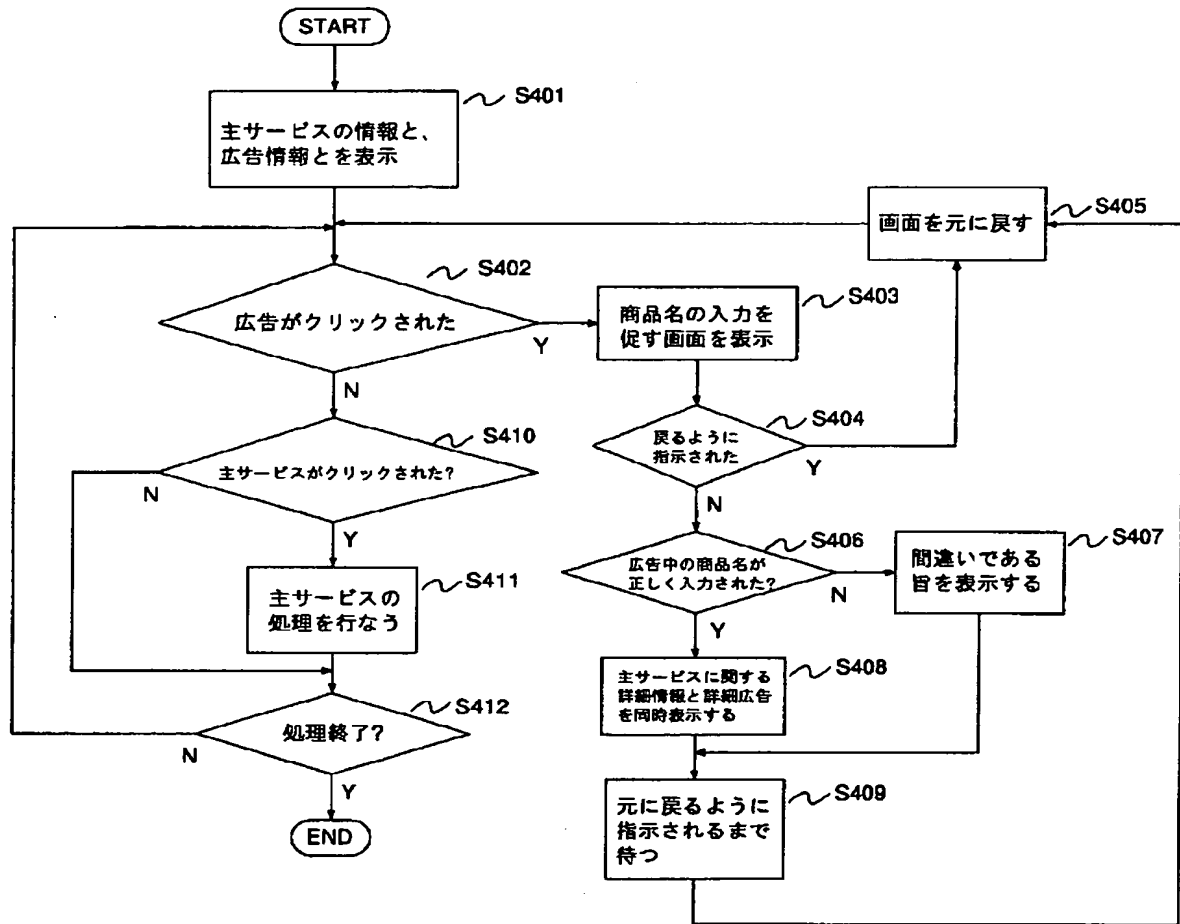 START
S401
主サービスの情報と、
広告情報とを表示
S405
画面を元に戻す
S402
広告がクリックされた
Y
N
S403
商品名の入力を
促す画面を表示
S404
戻るように
指示された
Y
N
S410
主サービスがクリックされた?
N
Y
S406
広告中の商品名が
正しく入力された?
N
Y
S407
間違いである
旨を表示する
S411
主サービスの
処理を行なう
S408
主サービスに関する
詳細情報と詳細広告
を同時表示する
S412
処理終了?
N
Y
S409
元に戻るように
指示されるまで
待つ
END